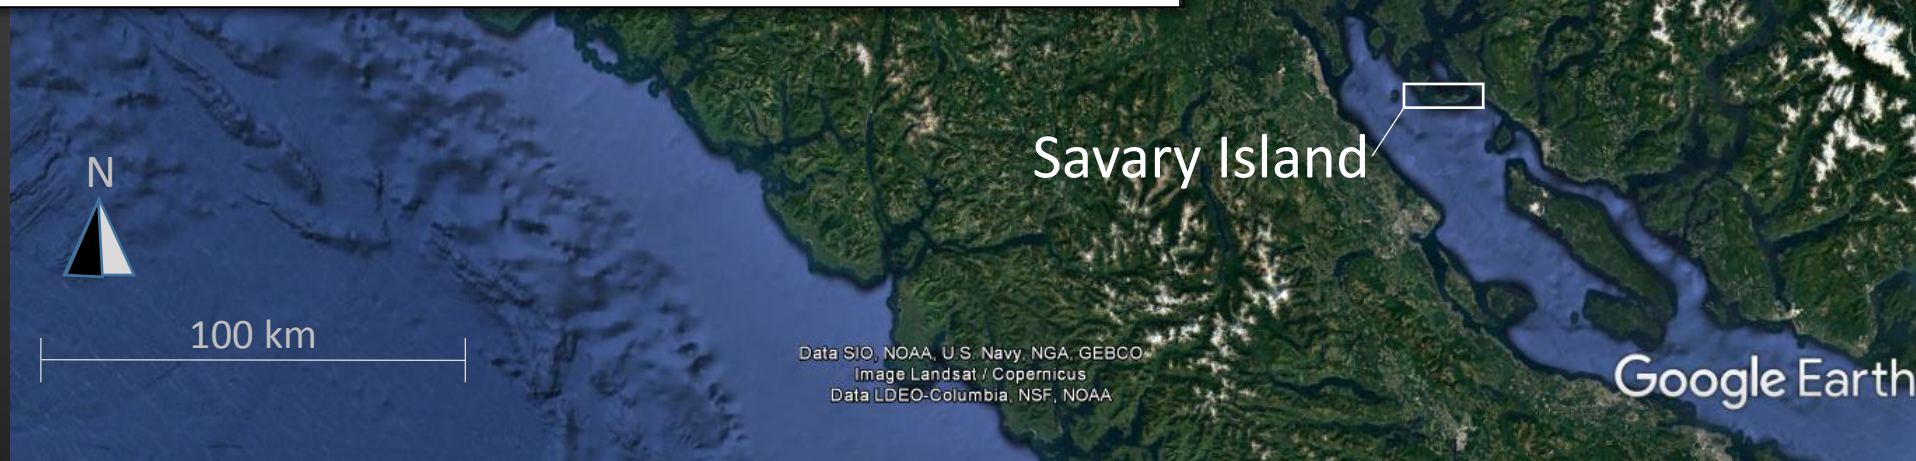 N
Savary Island
100 km
Data SIO, NOAA, U.S. Navy, NGA, GEBCO
Image Landsat / Copernicus
Data LDEO-Columbia, NSF, NOAA
Google Earth